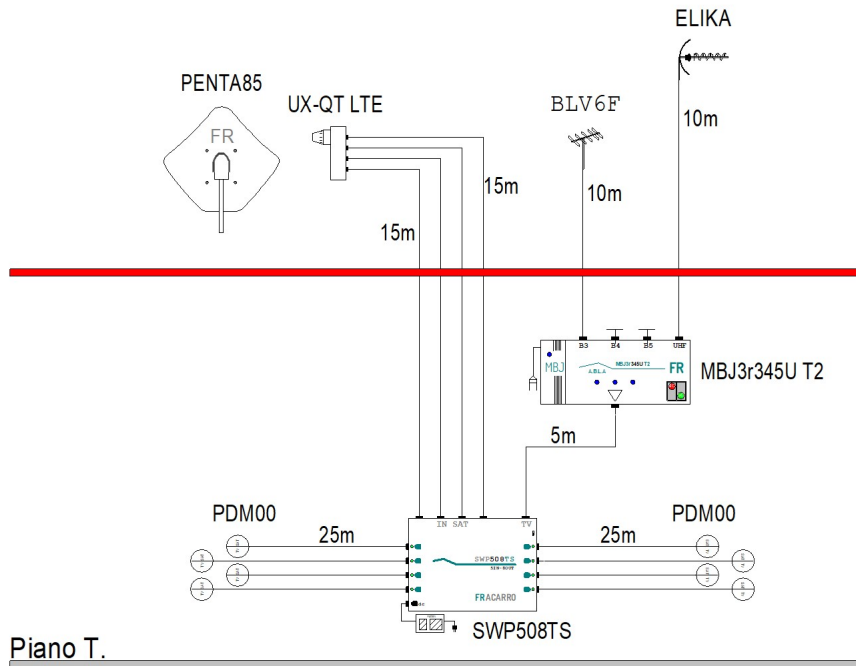 ELIKA
PENTA85
UX-QT LTE
BLV6F
FR
10m
15m
10m
15m
B3 B4 B5 UHF
MBJ
MBJ3r345U T2
FR
MBJ3r345U T2
5m
PDM00
PDM00
IN SAT TV
25m
25m
SWP508TS
FRACARRO
SWP508TS
Piano T.